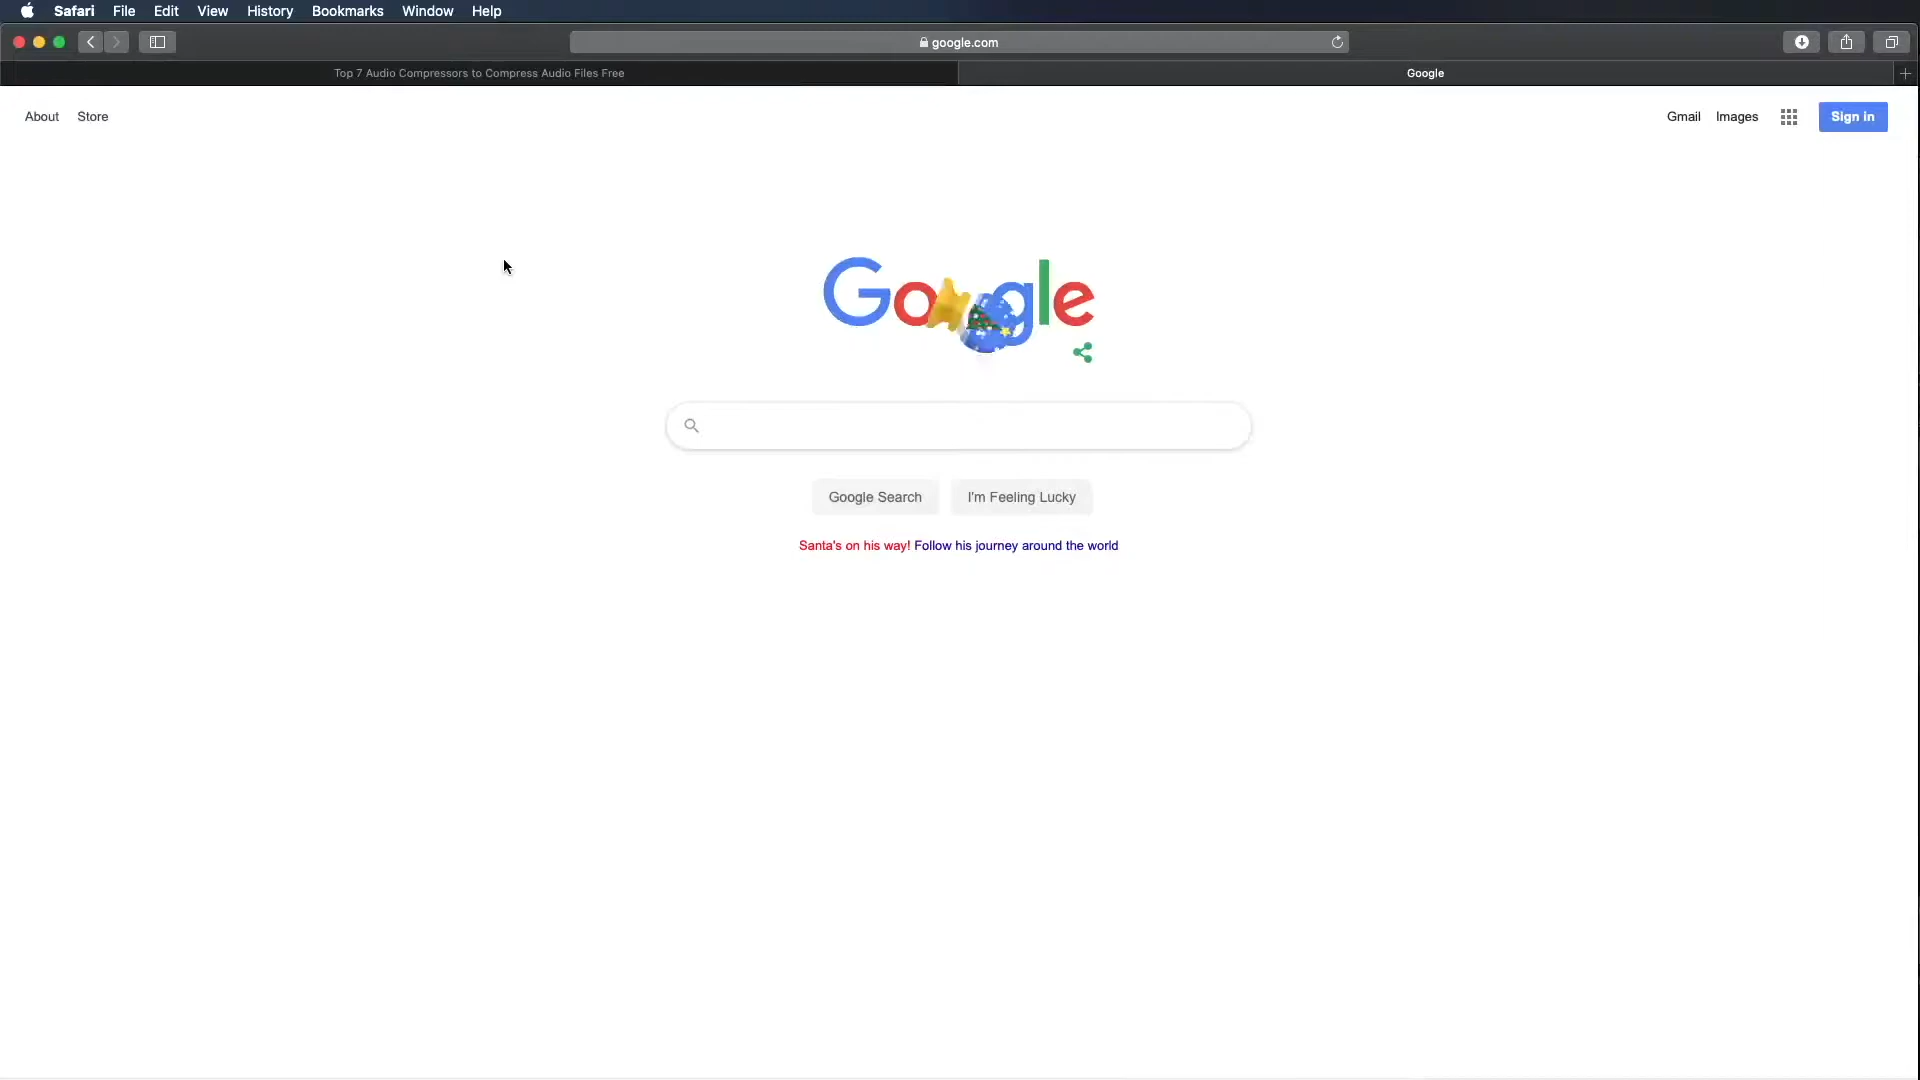 Safari File Edit View History Bookmarks Window Help
google.com
Top 7 Audio Compressors to Compress Audio Files Free
Google
About Store
Gmail Images
Sign in
Google
Google Search
I'm Feeling Lucky
Santa's on his way! Follow his journey around the world